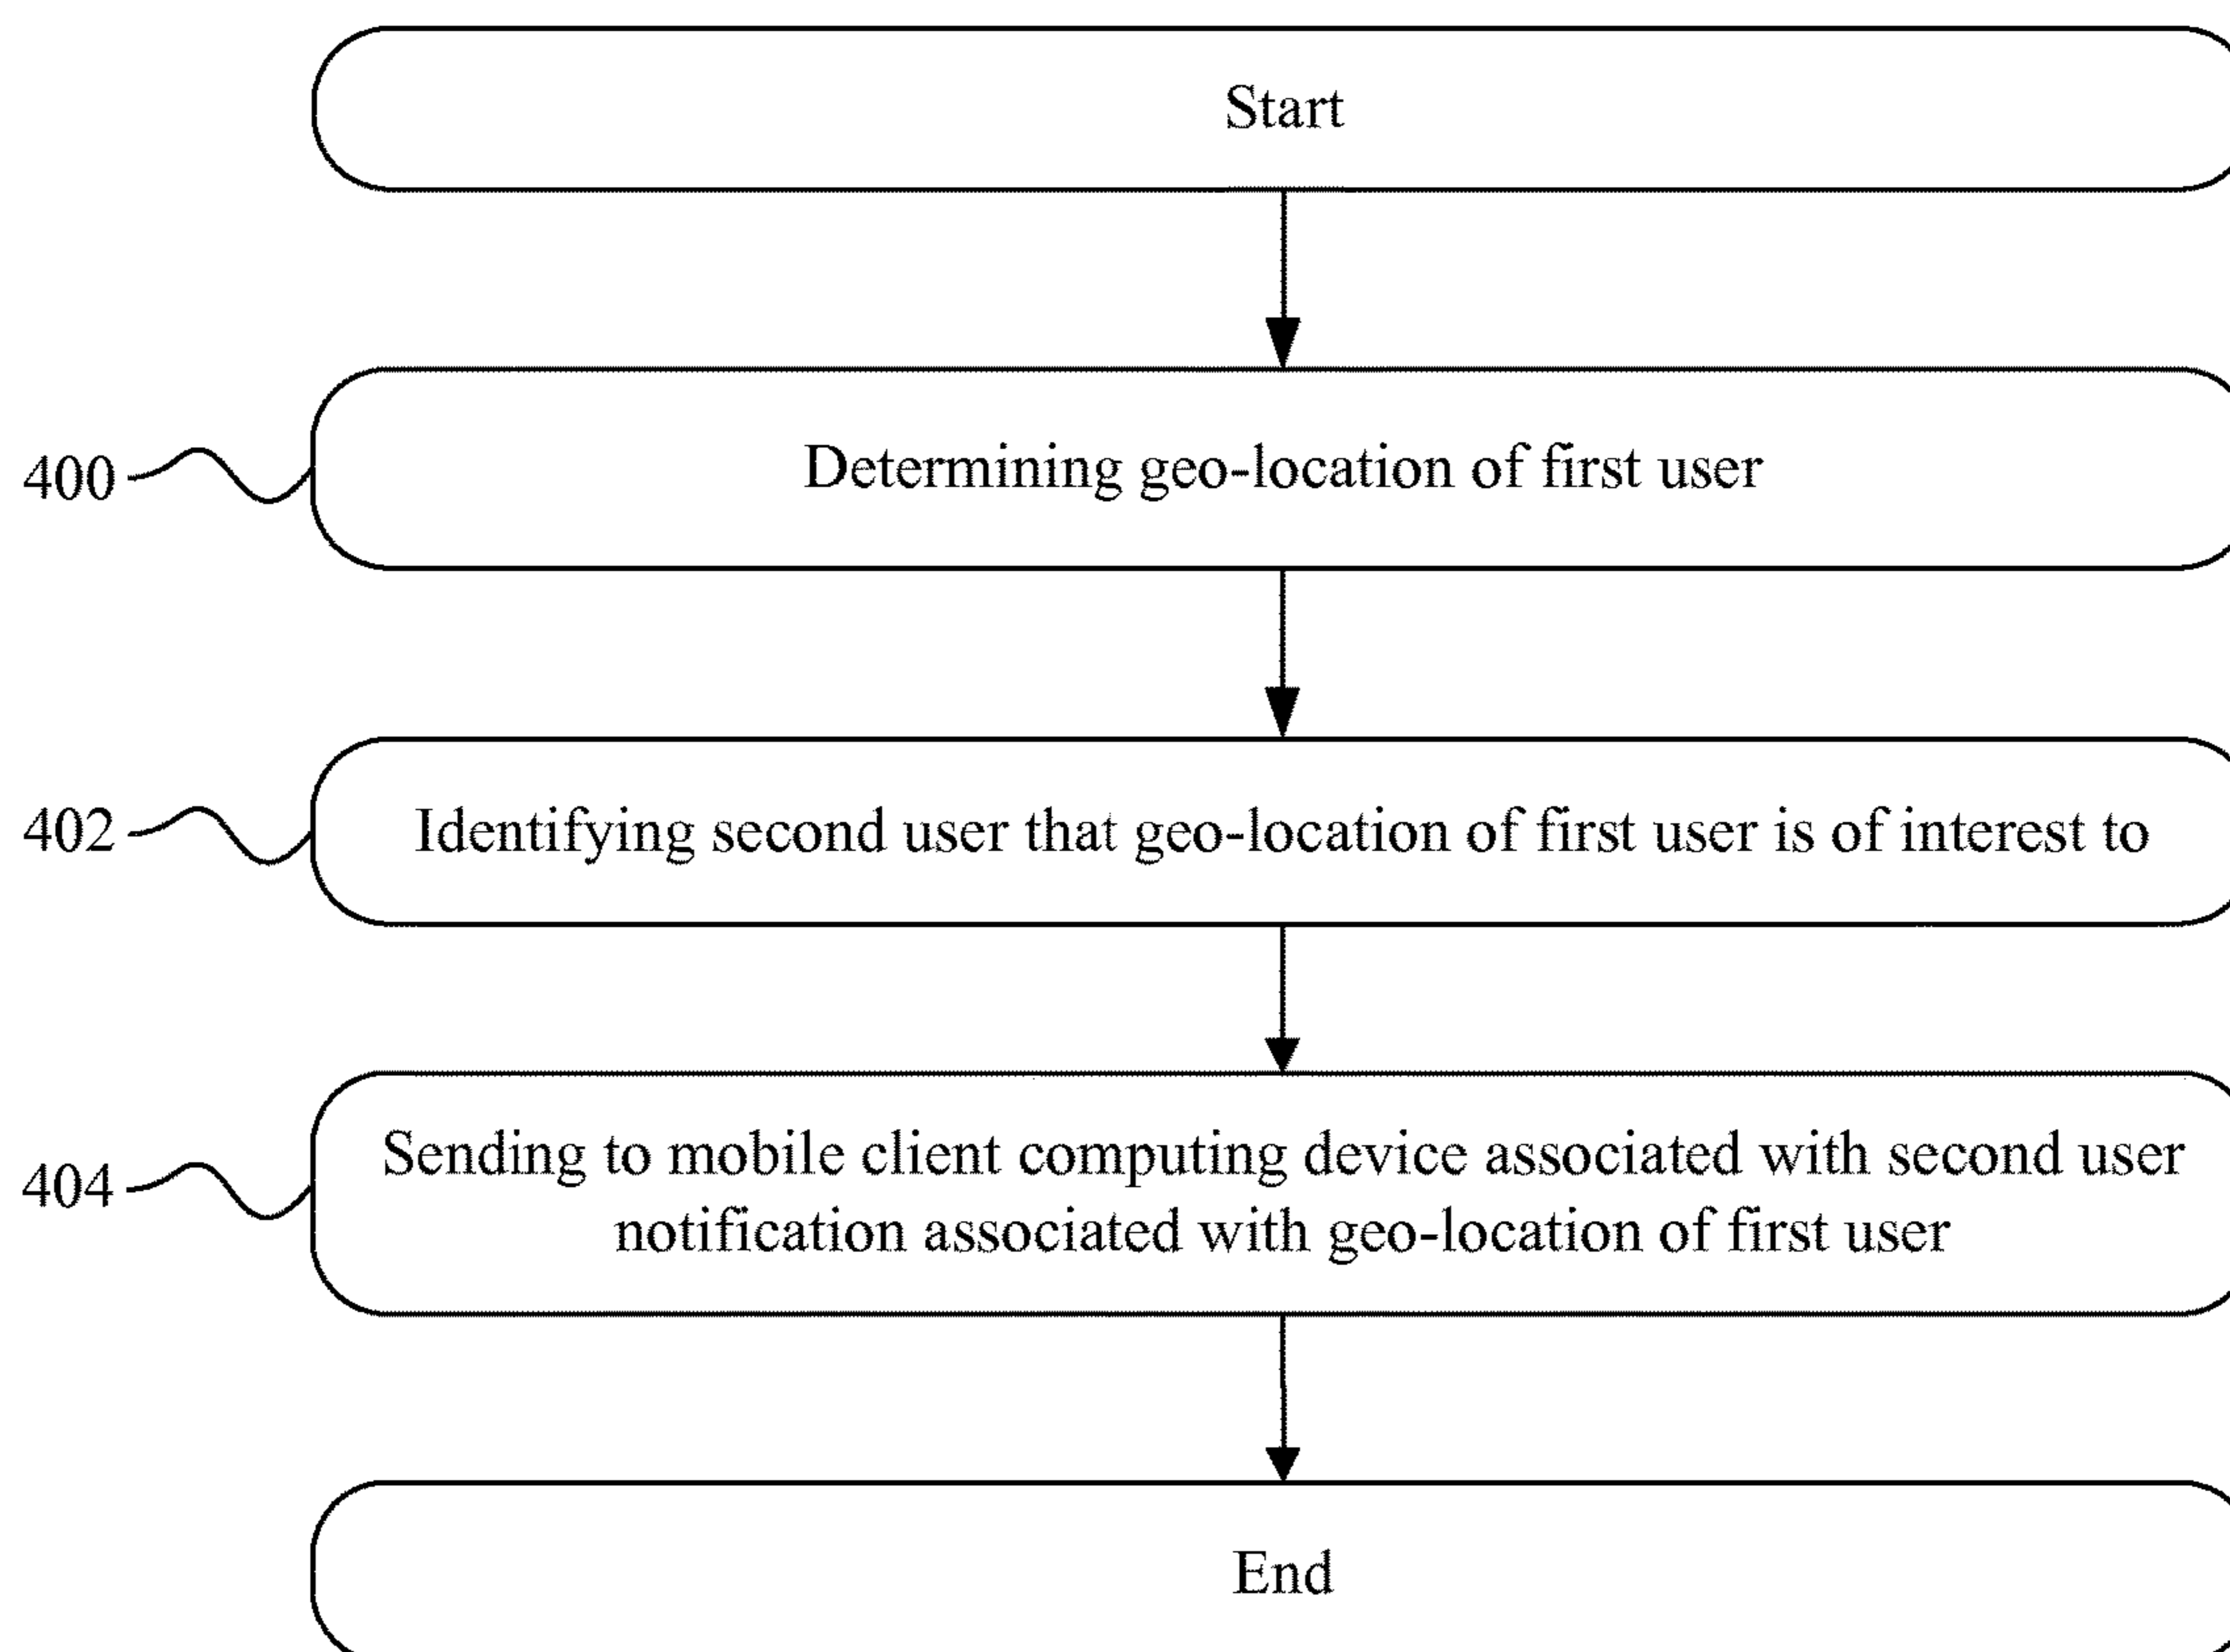 Start
400
Determining geo-location of first user
402
Identifying second user that geo-location of first user is of interest to
404
Sending to mobile client computing device associated with second user
notification associated with geo-location of first user
End